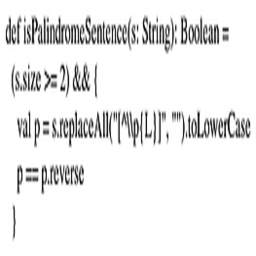 def isPalindromeSentence(s: String): Boolean =
(s.size >= 2) && {
val p = s.replaceAll("[^\\p{L}]", "").toLowerCase
p == p.reverse
}